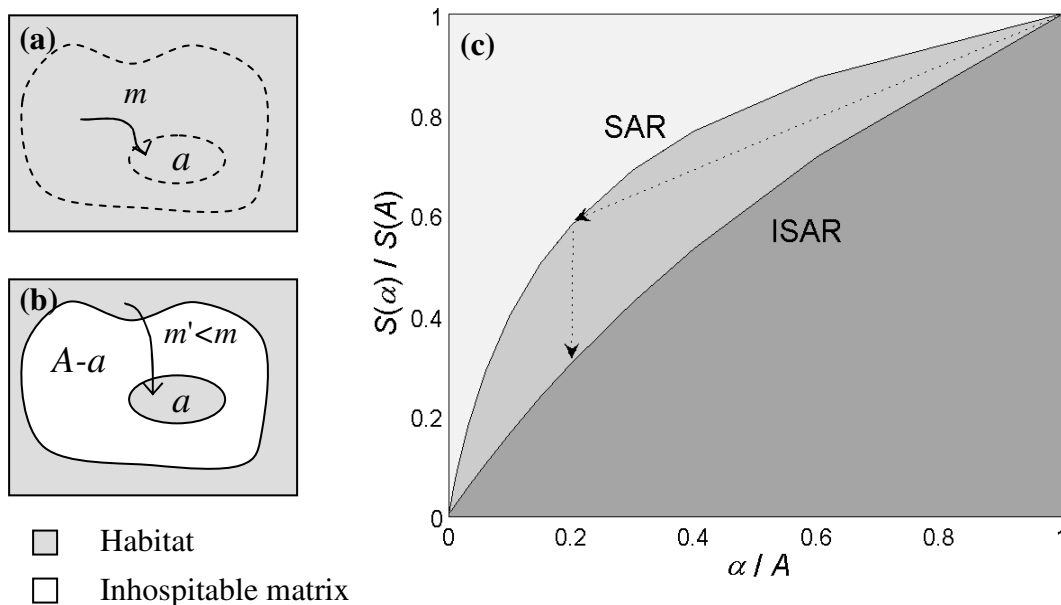 (a)
m
a
(b)
m'<m
A-a
a
Habitat
Inhospitable matrix
(c)
1
0.8
0.6
0.4
0.2
0
S(α) / S(A)
SAR
ISAR
0 0.2 0.4 0.6 0.8 1
α / A